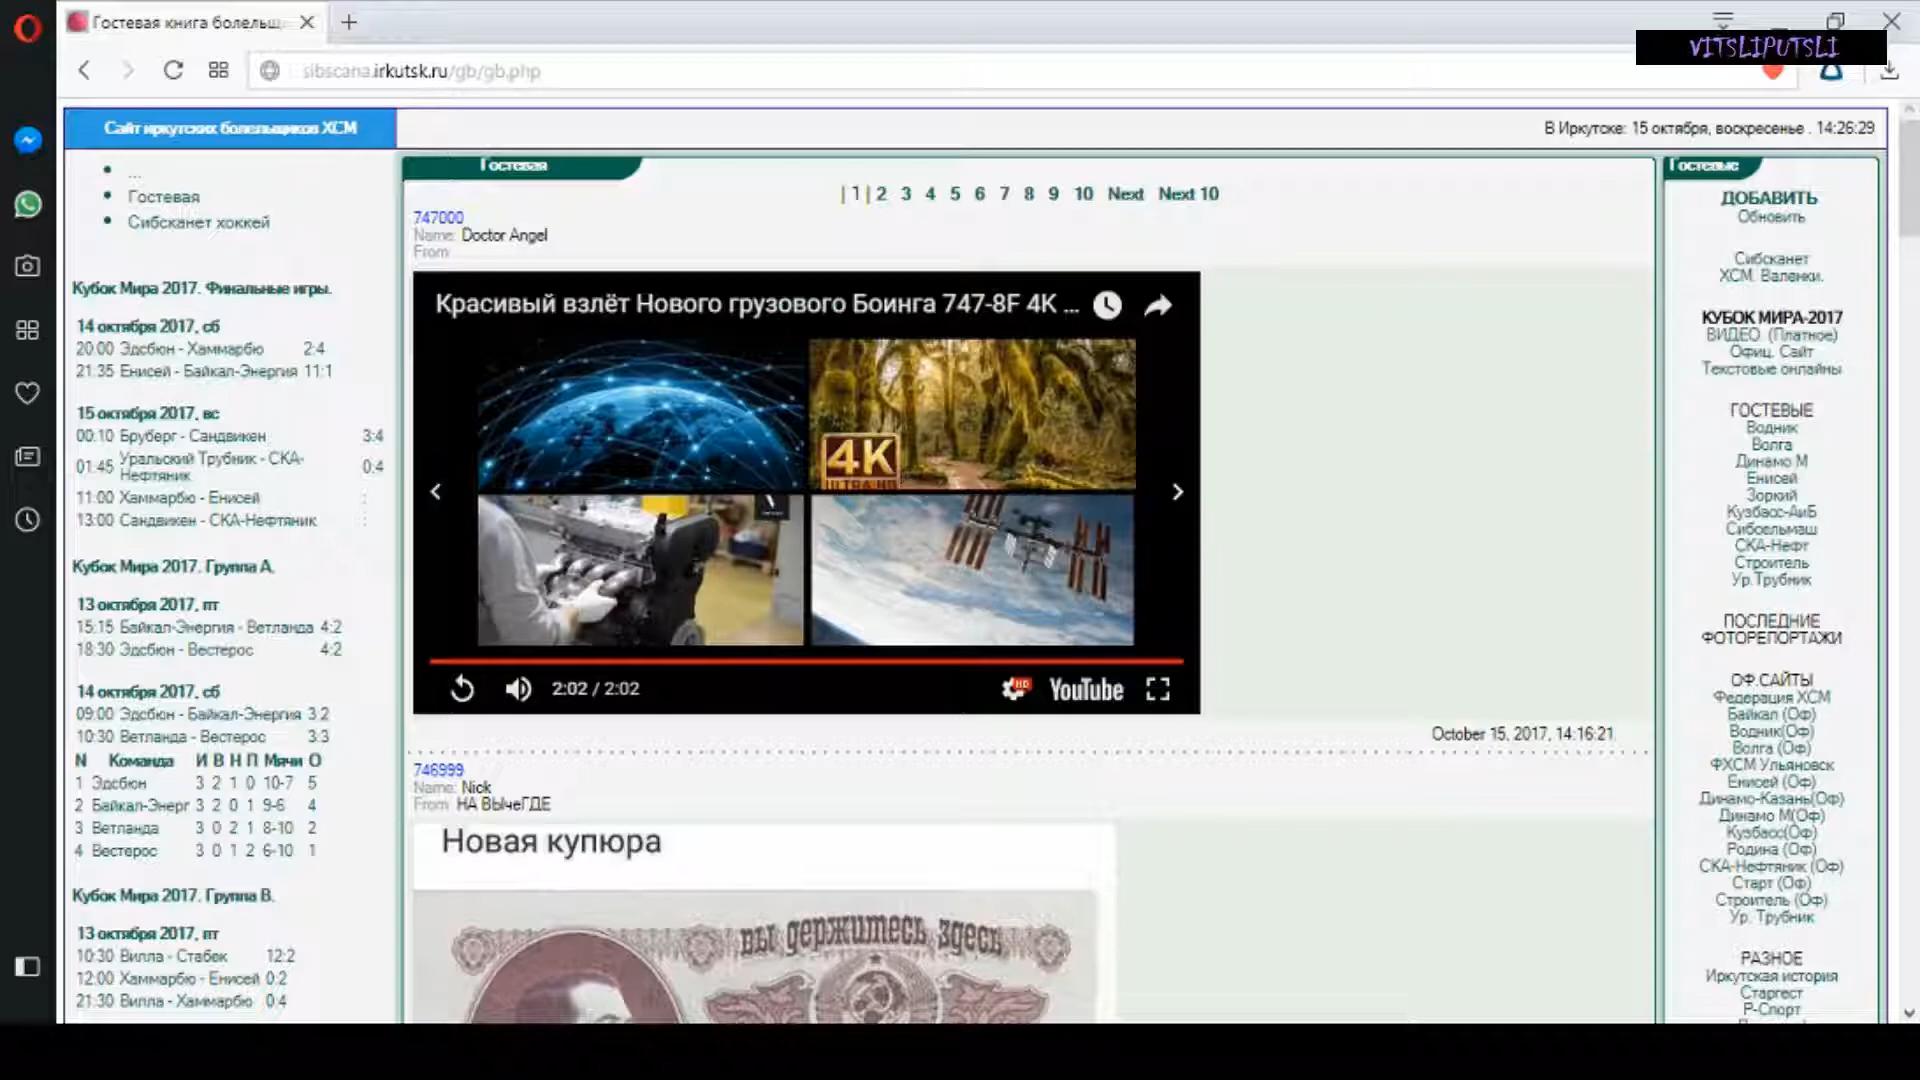 Гостевая книга болельщ
VITSLIPUTSLI
sibscana.irkutsk.ru/gb/gb.php
Сайт иркутских болельщиков ХСМ
В Иркутске: 15 октября, воскресенье . 14:26:29
...
Гостевая
Сибсканет хоккей
Кубок Мира 2017. Финальные игры.
14 октября 2017, сб
20:00 Эдсбюн - Хаммарбю 2:4
21:35 Енисей - Байкал-Энергия 11:1
15 октября 2017, вс
00:10 Бруберг - Сандвикен 3:4
01:45 Уральский Трубник - СКА-
Нефтяник 0:4
11:00 Хаммарбю - Енисей :
13:00 Сандвикен - СКА-Нефтяник :
Кубок Мира 2017. Группа А.
13 октября 2017, пт
15:15 Байкал-Энергия - Ветланда 4:2
18:30 Эдсбюн - Вестерос 4:2
14 октября 2017, сб
09:00 Эдсбюн - Байкал-Энергия 3:2
10:30 Ветланда - Вестерос 3:3
N Команда И В Н П Мячи О
1 Эдсбюн 3 2 1 0 10-7 5
2 Байкал-Энерг 3 2 0 1 9-6 4
3 Ветланда 3 0 2 1 8-10 2
4 Вестерос 3 0 1 2 6-10 1
Кубок Мира 2017. Группа В.
13 октября 2017, пт
10:30 Вилла - Стабек 12:2
12:00 Хаммарбю - Енисей 0:2
21:30 Вилла - Хаммарбю 0:4
Гостевая
| 1 | 2 3 4 5 6 7 8 9 10 Next Next 10
747000
Name: Doctor Angel
From:
Красивый взлёт Нового грузового Боинга 747-8F 4K ...
4K
ULTRA HD
2:02 / 2:02
HD
YouTube
October 15, 2017, 14:16:21
746999
Name: Nick
From: НА ВЫчеГДЕ
Новая купюра
вы держитесь здесь
Гостевые
ДОБАВИТЬ
Обновить
Сибсканет
ХСМ. Валенки.
КУБОК МИРА-2017
ВИДЕО (Платное)
Офиц. Сайт
Текстовые онлайны
ГОСТЕВЫЕ
Водник
Волга
Динамо М
Енисей
Зоркий
Кузбасс-АиБ
Сибсельмаш
СКА-Нефт
Строитель
Ур.Трубник
ПОСЛЕДНИЕ
ФОТОРЕПОРТАЖИ
ОФ.САЙТЫ
Федерация ХСМ
Байкал (Оф)
Водник(Оф)
Волга (Оф)
ФХСМ Ульяновск
Енисей (Оф)
Динамо-Казань(Оф)
Динамо М(Оф)
Кузбасс(Оф)
Родина (Оф)
СКА-Нефтяник (Оф)
Старт (Оф)
Строитель (Оф)
Ур. Трубник
РАЗНОЕ
Иркутская история
Старгест
Р-Спорт